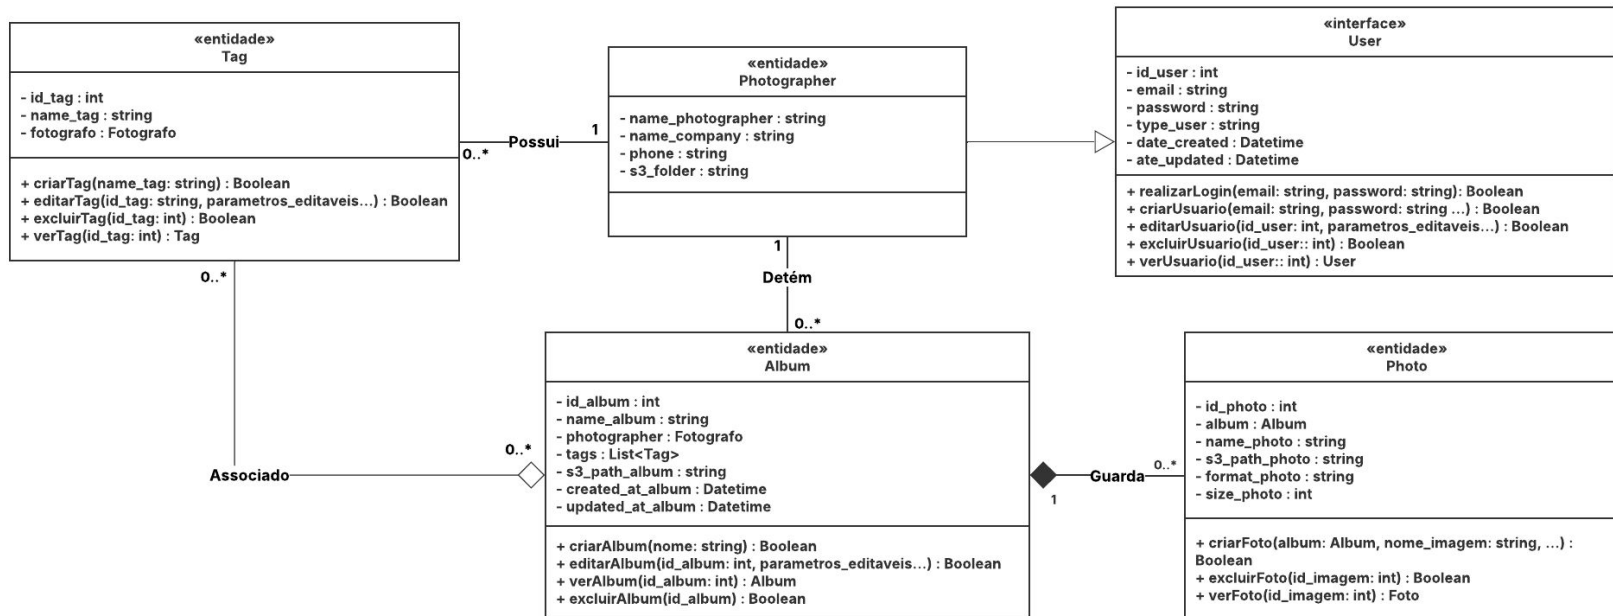 «entidade»
Tag
- id_tag : int
- name_tag : string
- fotografo : Fotografo
+ criarTag(name_tag: string) : Boolean
+ editarTag(id_tag: string, parametros_editaveis...) : Boolean
+ excluirTag(id_tag: int) : Boolean
+ verTag(id_tag: int) : Tag
0..*
Possui
1
«entidade»
Photographer
- name_photographer : string
- name_company : string
- phone : string
- s3_folder : string
«interface»
User
- id_user : int
- email : string
- password : string
- type_user : string
- date_created : Datetime
- ate_updated : Datetime
+ realizarLogin(email: string, password: string): Boolean
+ criarUsuario(email: string, password: string ...) : Boolean
+ editarUsuario(id_user: int, parametros_editaveis...) : Boolean
+ excluirUsuario(id_user:: int) : Boolean
+ verUsuario(id_user:: int) : User
1
Detém
0..*
0..*
Associado
0..*
«entidade»
Album
- id_album : int
- name_album : string
- photographer : Fotografo
- tags : List<Tag>
- s3_path_album : string
- created_at_album : Datetime
- updated_at_album : Datetime
+ criarAlbum(nome: string) : Boolean
+ editarAlbum(id_album: int, parametros_editaveis...) : Boolean
+ verAlbum(id_album: int) : Album
+ excluirAlbum(id_album) : Boolean
1
Guarda
0..*
«entidade»
Photo
- id_photo : int
- album : Album
- name_photo : string
- s3_path_photo : string
- format_photo : string
- size_photo : int
+ criarFoto(album: Album, nome_imagem: string, ...) :
Boolean
+ excluirFoto(id_imagem: int) : Boolean
+ verFoto(id_imagem: int) : Foto